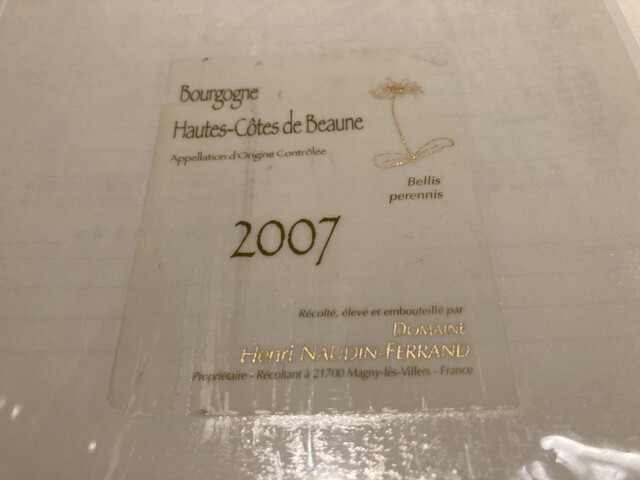 Bourgogne
Hautes-Côtes de Beaune
Appellation d'Origine Contrôlée
Bellis
perennis
2007
Récolté, élevé et embouteillé par
DOMAINE
Henri NAUDIN-FERRAND
Propriétaire - Récoltant à 21700 Magny-lès-Villers - France